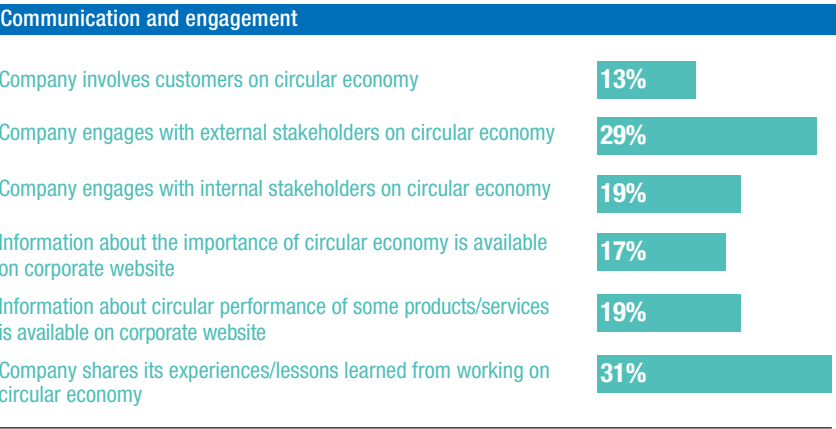 Communication and engagement
Company involves customers on circular economy
13%
Company engages with external stakeholders on circular economy
29%
Company engages with internal stakeholders on circular economy
19%
Information about the importance of circular economy is available
on corporate website
17%
Information about circular performance of some products/services
is available on corporate website
19%
Company shares its experiences/lessons learned from working on
circular economy
31%